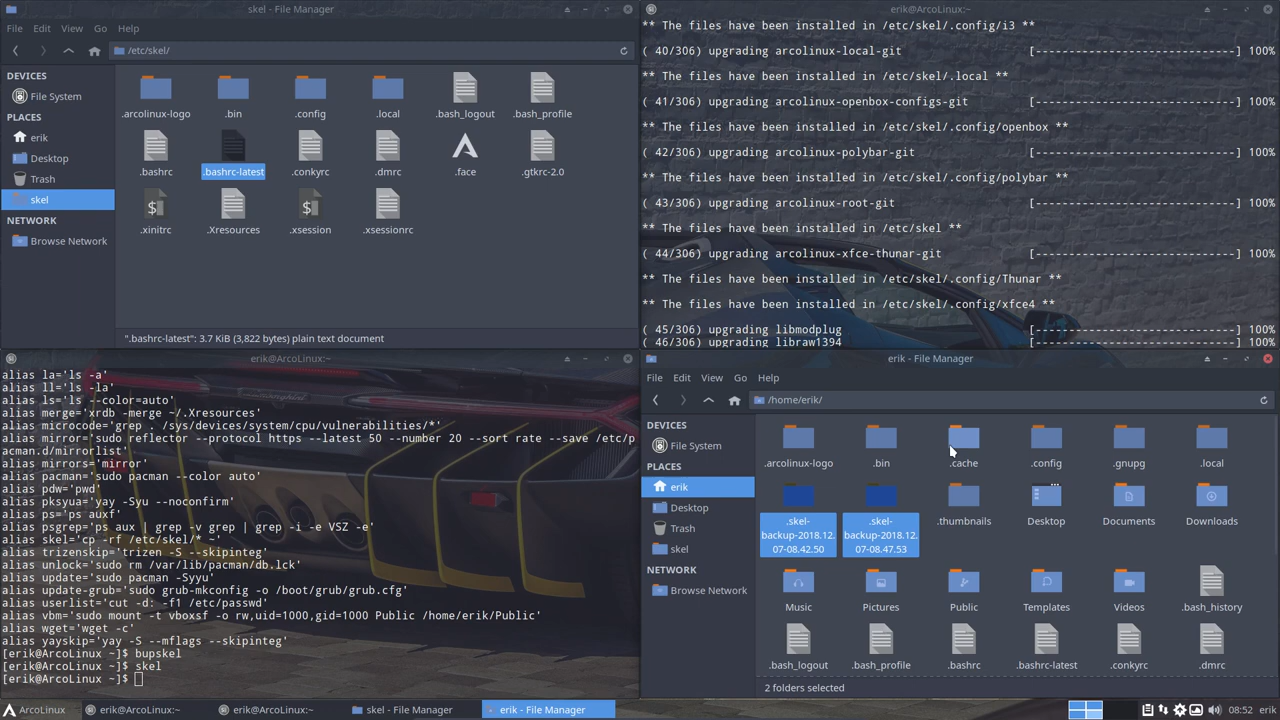 skel - File Manager
File Edit View Go Help
/etc/skel/
DEVICES
File System
PLACES
erik
Desktop
Trash
skel
NETWORK
Browse Network
.arcolinux-logo .bin .config .local .bash_logout .bash_profile
.bashrc .bashrc-latest .conkyrc .dmrc .face .gtkrc-2.0
.xinitrc .Xresources .xsession .xsessionrc
".bashrc-latest": 3.7 KiB (3,822 bytes) plain text document
erik@ArcoLinux:~
** The files have been installed in /etc/skel/.config/i3 **
( 40/306) upgrading arcolinux-local-git [------------------------------] 100%
** The files have been installed in /etc/skel/.local **
( 41/306) upgrading arcolinux-openbox-configs-git [------------------------------] 100%
** The files have been installed in /etc/skel/.config/openbox **
( 42/306) upgrading arcolinux-polybar-git [------------------------------] 100%
** The files have been installed in /etc/skel/.config/polybar **
( 43/306) upgrading arcolinux-root-git [------------------------------] 100%
** The files have been installed in /etc/skel **
( 44/306) upgrading arcolinux-xfce-thunar-git [------------------------------] 100%
** The files have been installed in /etc/skel/.config/Thunar **
** The files have been installed in /etc/skel/.config/xfce4 **
( 45/306) upgrading libmodplug [------------------------------] 100%
( 46/306) upgrading libraw1394 [------------------------------] 100%
erik@ArcoLinux:~
alias la='ls -a'
alias ll='ls -la'
alias ls='ls --color=auto'
alias merge='xrdb -merge ~/.Xresources'
alias microcode='grep . /sys/devices/system/cpu/vulnerabilities/*'
alias mirror='sudo reflector --protocol https --latest 50 --number 20 --sort rate --save /etc/p
acman.d/mirrorlist'
alias mirrors='mirror'
alias pacman='sudo pacman --color auto'
alias pdw='pwd'
alias pksyua='yay -Syu --noconfirm'
alias ps='ps auxf'
alias psgrep='ps aux | grep -v grep | grep -i -e VSZ -e'
alias skel='cp -rf /etc/skel/* ~'
alias trizenskip='trizen -S --skipinteg'
alias unlock='sudo rm /var/lib/pacman/db.lck'
alias update='sudo pacman -Syyu'
alias update-grub='sudo grub-mkconfig -o /boot/grub/grub.cfg'
alias userlist='cut -d: -f1 /etc/passwd'
alias vbm='sudo mount -t vboxsf -o rw,uid=1000,gid=1000 Public /home/erik/Public'
alias wget='wget -c'
alias yayskip='yay -S --mflags --skipinteg'
[erik@ArcoLinux ~]$ bupskel
[erik@ArcoLinux ~]$ skel
[erik@ArcoLinux ~]$
erik - File Manager
File Edit View Go Help
/home/erik/
DEVICES
File System
PLACES
erik
Desktop
Trash
skel
NETWORK
Browse Network
.arcolinux-logo .bin .cache .config .gnupg .local
.skel-backup-2018.12.07-08.42.50 .skel-backup-2018.12.07-08.47.53 .thumbnails Desktop Documents Downloads
Music Pictures Public Templates Videos .bash_history
.bash_logout .bash_profile .bashrc .bashrc-latest .conkyrc .dmrc
2 folders selected
ArcoLinux erik@ArcoLinux:~ erik@ArcoLinux:~ skel - File Manager erik - File Manager 08:52 erik